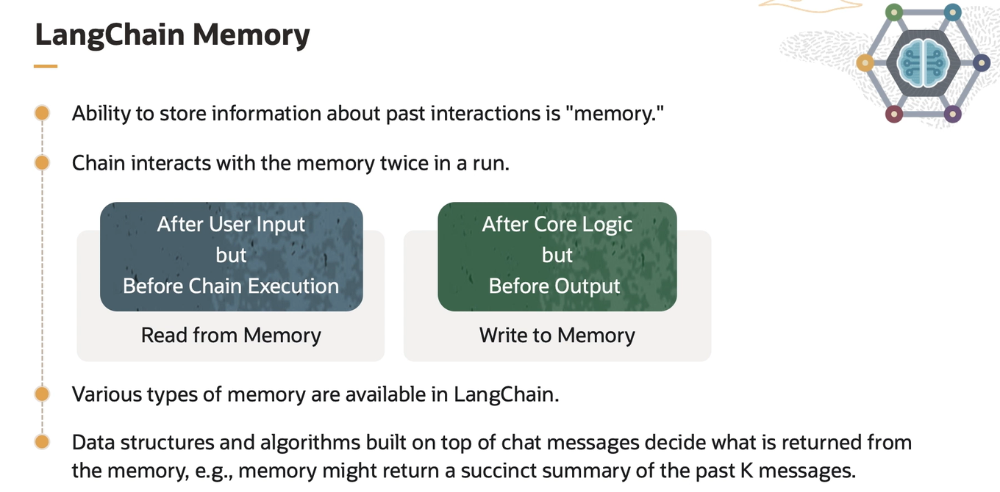 LangChain Memory
Ability to store information about past interactions is "memory."
Chain interacts with the memory twice in a run.
After User Input
but
Before Chain Execution
Read from Memory
After Core Logic
but
Before Output
Write to Memory
Various types of memory are available in LangChain.
Data structures and algorithms built on top of chat messages decide what is returned from
the memory, e.g., memory might return a succinct summary of the past K messages.